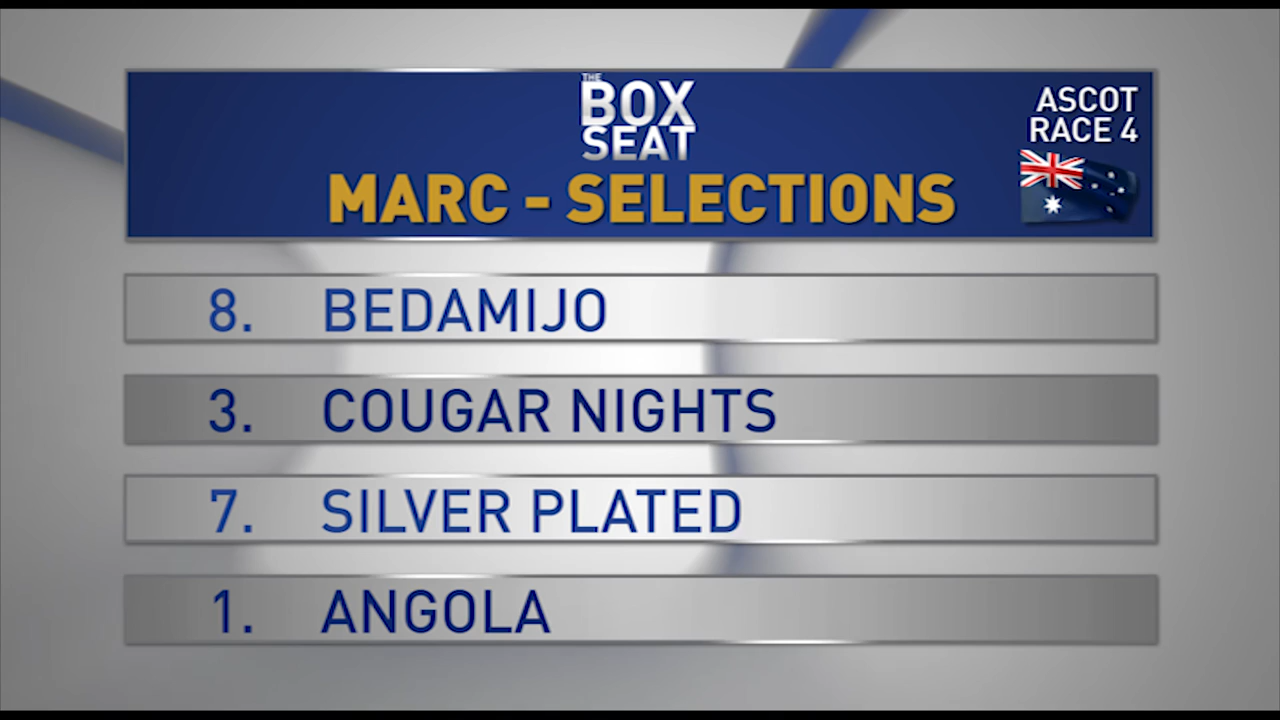 THE
BOX
SEAT
ASCOT
RACE 4
MARC - SELECTIONS
8. BEDAMIJO
3. COUGAR NIGHTS
7. SILVER PLATED
1. ANGOLA